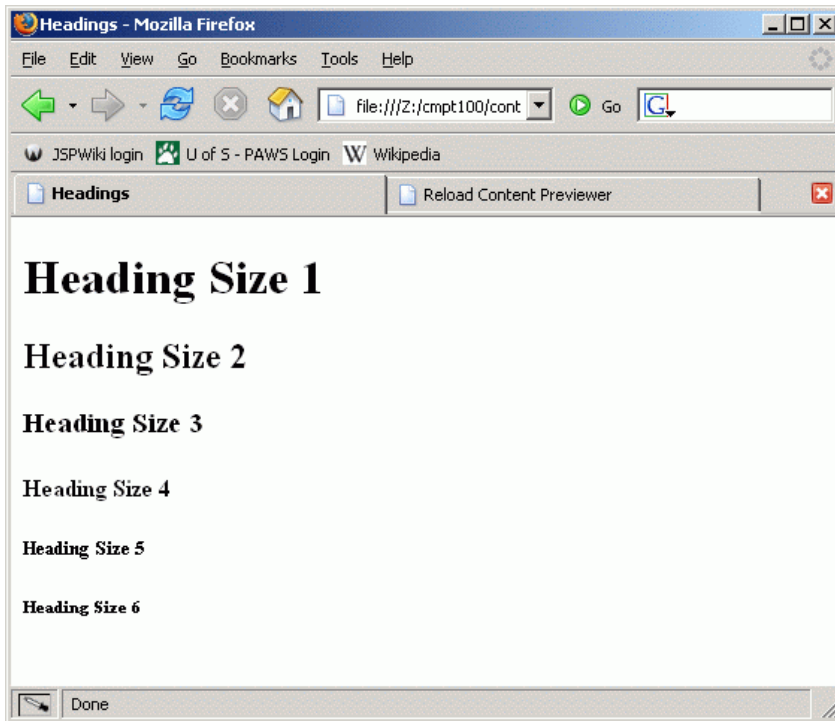 Headings - Mozilla Firefox
File Edit View Go Bookmarks Tools Help
file:///Z:/cmpt100/cont Go G
JSPWiki login U of S - PAWS Login W Wikipedia
Headings Reload Content Previewer
Heading Size 1
Heading Size 2
Heading Size 3
Heading Size 4
Heading Size 5
Heading Size 6
Done